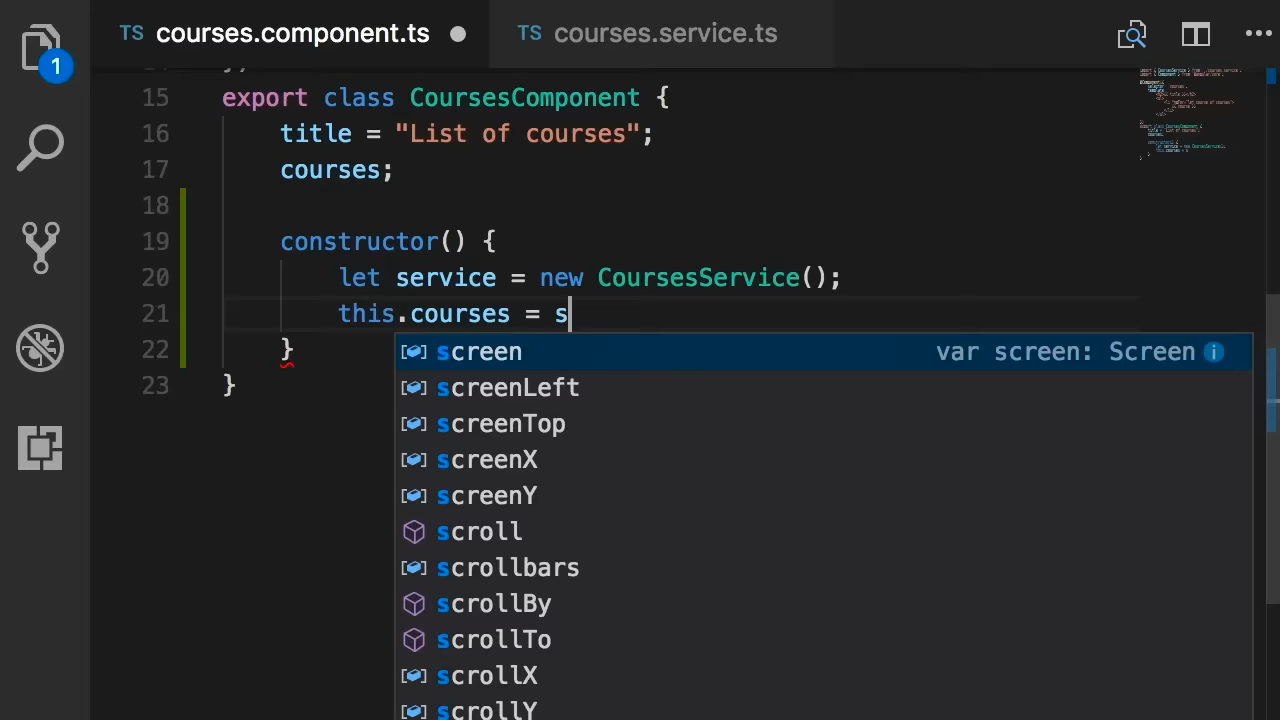 TS courses.component.ts
TS courses.service.ts
1
15 export class CoursesComponent {
16 title = "List of courses";
17 courses;
18
19 constructor() {
20 let service = new CoursesService();
21 this.courses = s
22 }
23 }
screen var screen: Screen
screenLeft
screenTop
screenX
screenY
scroll
scrollbars
scrollBy
scrollTo
scrollX
scrollY